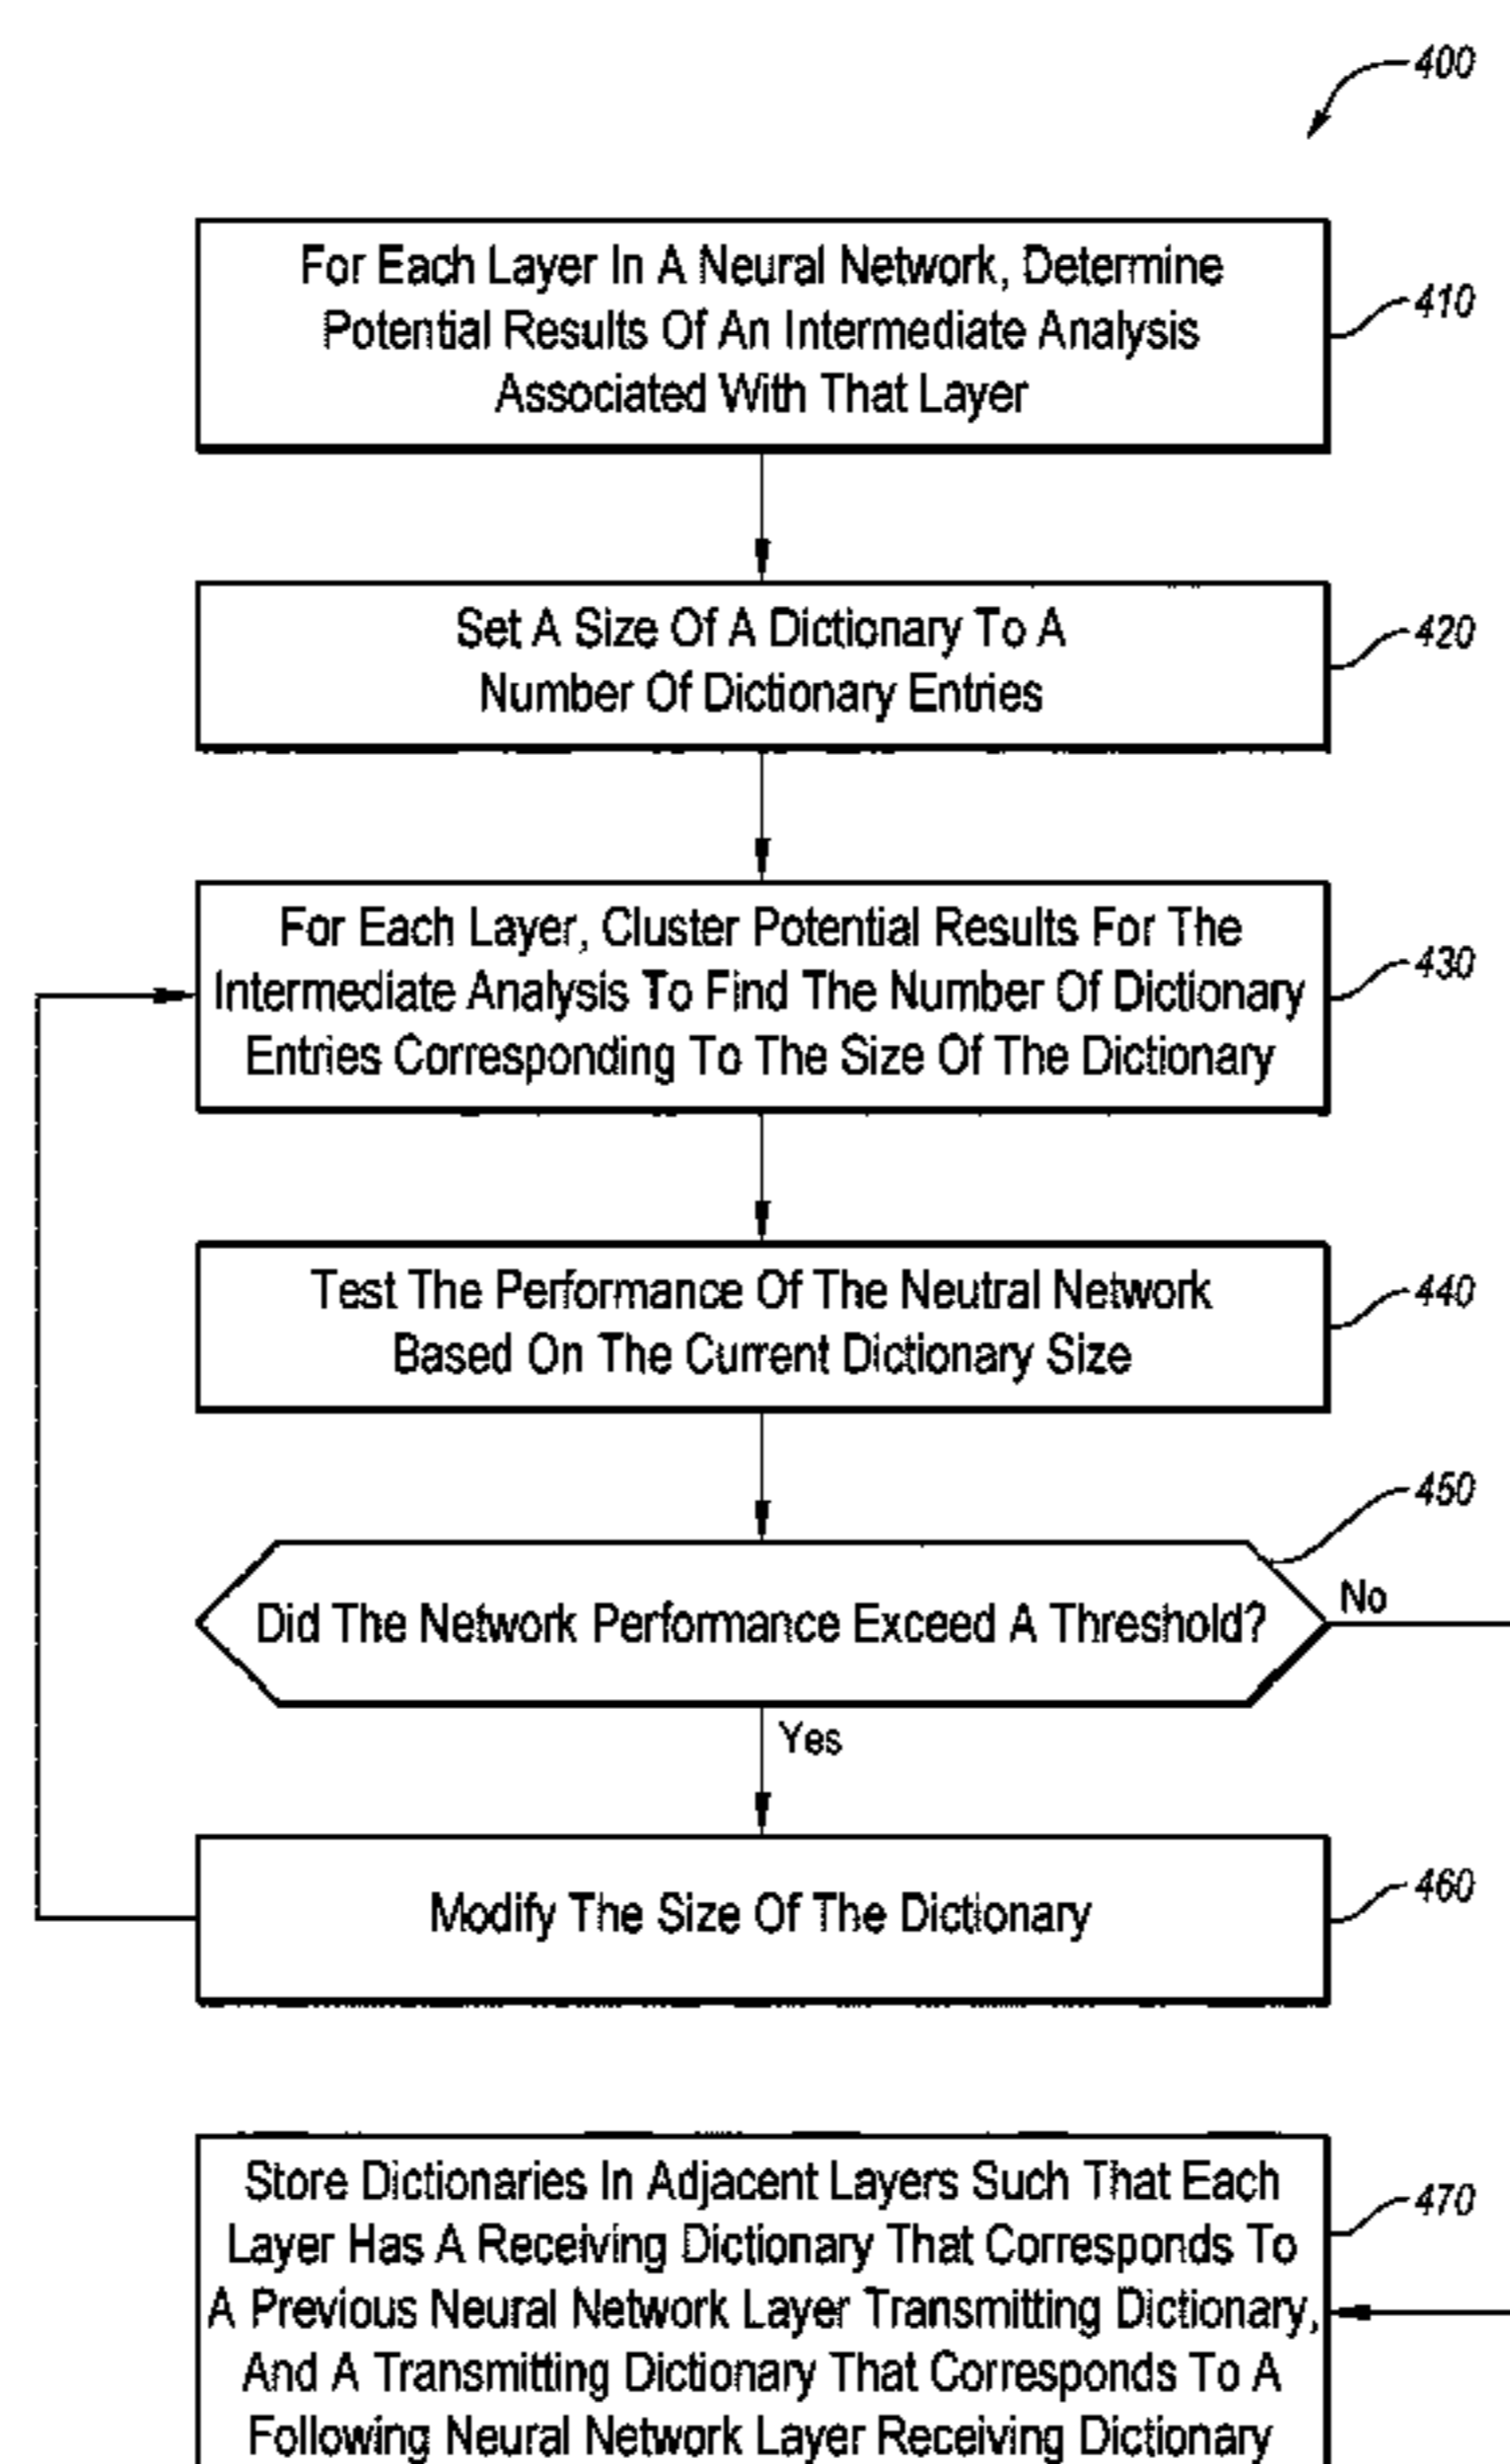 400
For Each Layer In A Neural Network, Determine
Potential Results Of An Intermediate Analysis
Associated With That Layer
410
Set A Size Of A Dictionary To A
Number Of Dictionary Entries
420
For Each Layer, Cluster Potential Results For The
Intermediate Analysis To Find The Number Of Dictionary
Entries Corresponding To The Size Of The Dictionary
430
Test The Performance Of The Neutral Network
Based On The Current Dictionary Size
440
450
Did The Network Performance Exceed A Threshold?
No
Yes
Modify The Size Of The Dictionary
460
Store Dictionaries In Adjacent Layers Such That Each
Layer Has A Receiving Dictionary That Corresponds To
A Previous Neural Network Layer Transmitting Dictionary,
And A Transmitting Dictionary That Corresponds To A
Following Neural Network Layer Receiving Dictionary
470